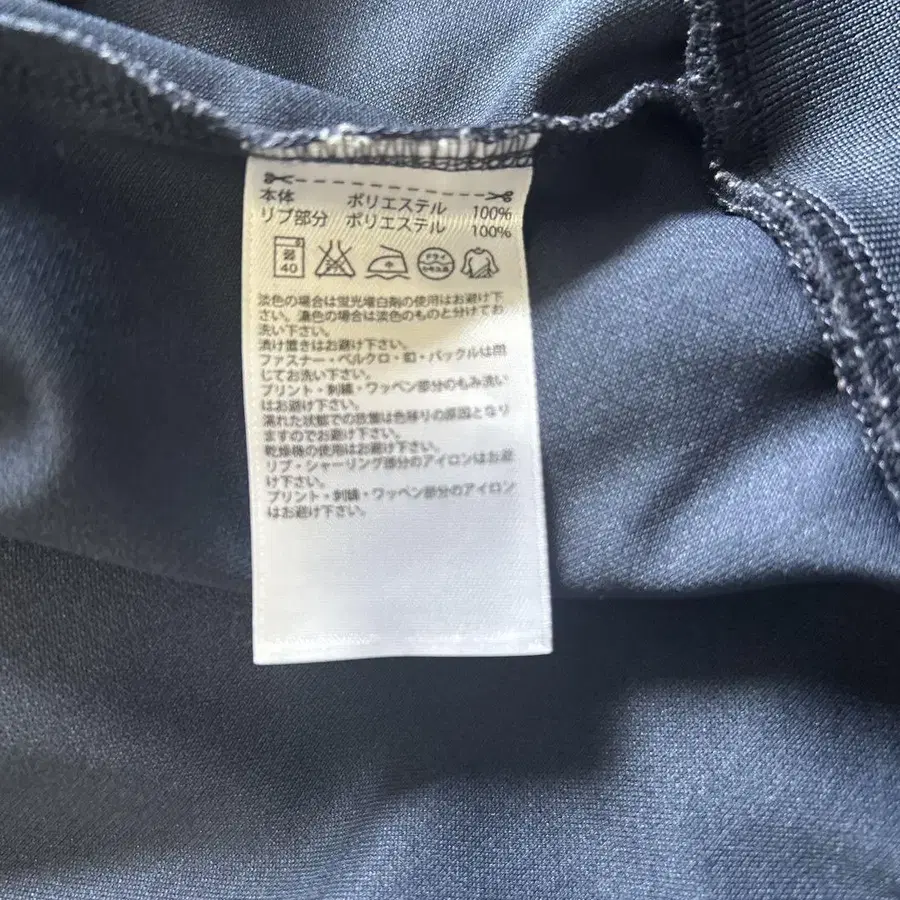 本体 ポリエステル 100%
リブ部分 ポリエステル 100%
弱
40
中
ドライ
淡色の場合は蛍光増白剤の使用はお避け下
さい。濃色の場合は淡色のものと分けてお
洗い下さい。
漬け置きはお避け下さい。
ファスナー・ベルクロ・釦・バックルは閉
じてお洗い下さい。
プリント・刺繍・ワッペン部分のもみ洗い
はお避け下さい。
濡れた状態での放置は色移りの原因となり
ますのでお避け下さい。
乾燥機の使用はお避け下さい。
リブ・シャーリング部分のアイロンはお避
け下さい。
プリント・刺繍・ワッペン部分のアイロン
はお避け下さい。